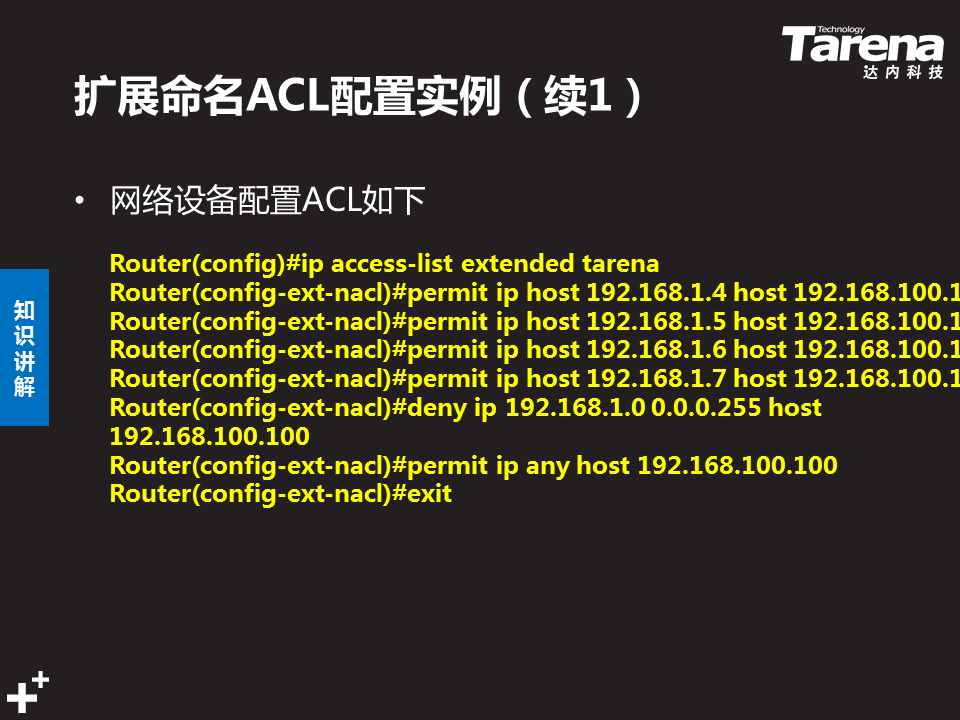 Technology
Tarena
达内科技
扩展命名ACL配置实例（续1）
• 网络设备配置ACL如下
Router(config)#ip access-list extended tarena
Router(config-ext-nacl)#permit ip host 192.168.1.4 host 192.168.100.1
Router(config-ext-nacl)#permit ip host 192.168.1.5 host 192.168.100.1
Router(config-ext-nacl)#permit ip host 192.168.1.6 host 192.168.100.1
Router(config-ext-nacl)#permit ip host 192.168.1.7 host 192.168.100.1
Router(config-ext-nacl)#deny ip 192.168.1.0 0.0.0.255 host
192.168.100.100
Router(config-ext-nacl)#permit ip any host 192.168.100.100
Router(config-ext-nacl)#exit
知识讲解